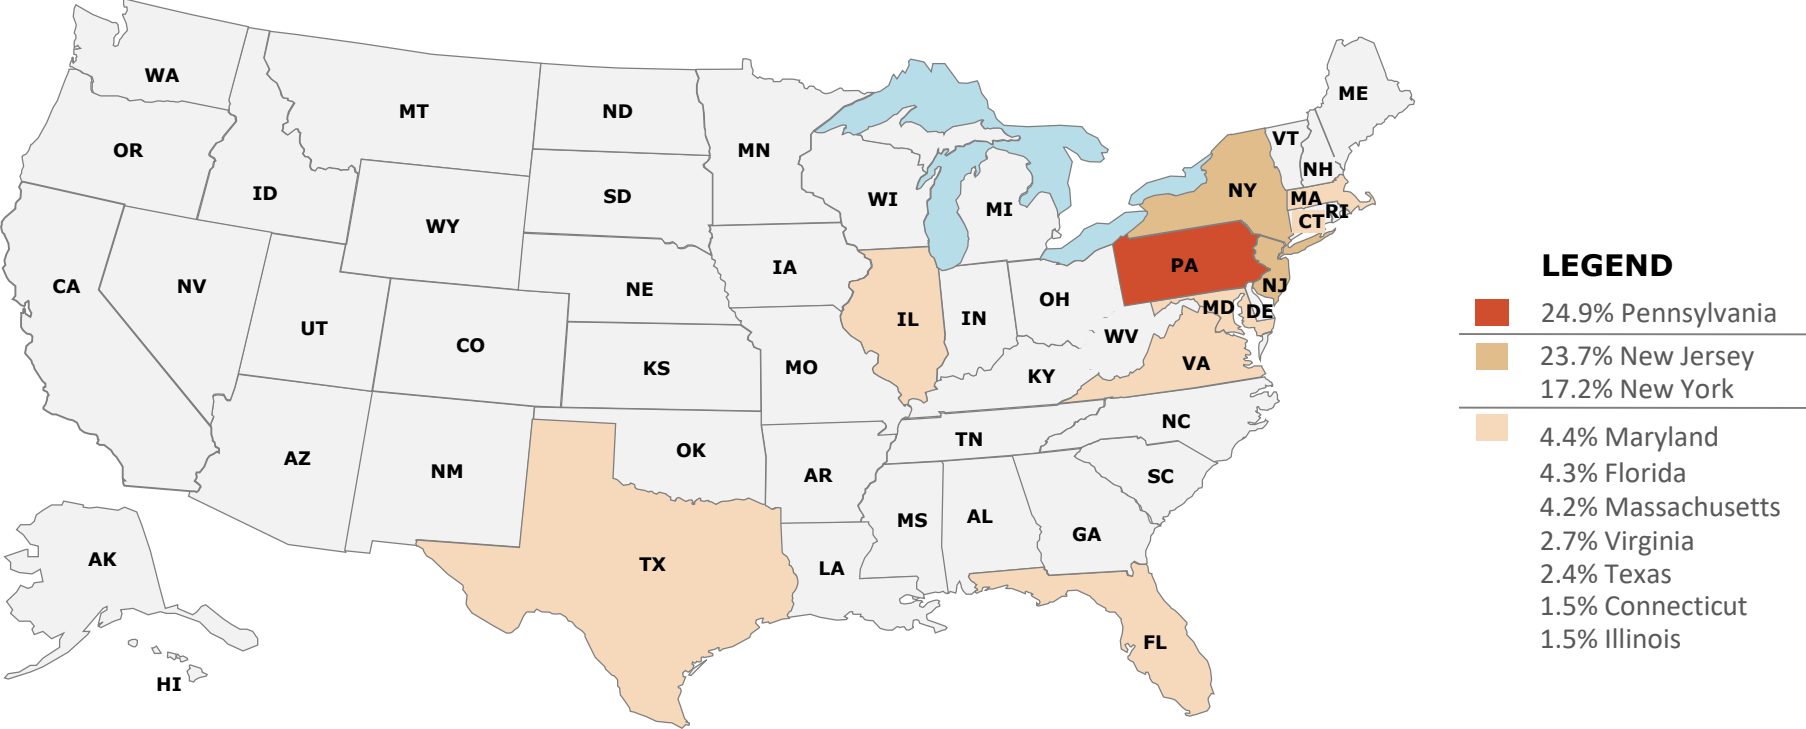 WA
MT
ND
MN
ME
OR
ID
SD
WI
MI
VT
NH
NY
MA
RI
CT
WY
IA
PA
CA
NV
NE
NJ
UT
CO
IL
IN
OH
MD
DE
WV
VA
KS
MO
KY
AZ
NM
OK
AR
TN
NC
SC
MS
AL
GA
AK
TX
LA
FL
HI
LEGEND
24.9% Pennsylvania
23.7% New Jersey
17.2% New York
4.4% Maryland
4.3% Florida
4.2% Massachusetts
2.7% Virginia
2.4% Texas
1.5% Connecticut
1.5% Illinois